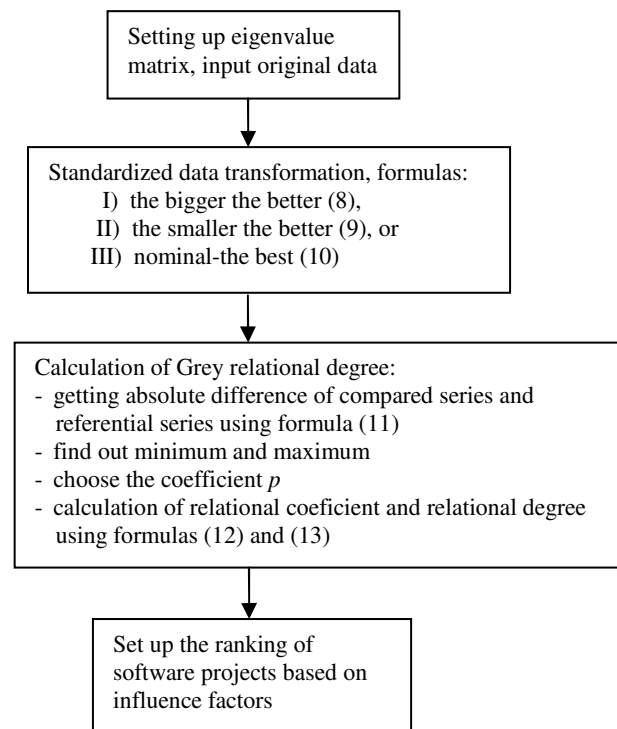 Setting up eigenvalue
matrix, input original data
Standardized data transformation, formulas:
I) the bigger the better (8),
II) the smaller the better (9), or
III) nominal-the best (10)
Calculation of Grey relational degree:
- getting absolute difference of compared series and
referential series using formula (11)
- find out minimum and maximum
- choose the coefficient p
- calculation of relational coeficient and relational degree
using formulas (12) and (13)
Set up the ranking of
software projects based on
influence factors